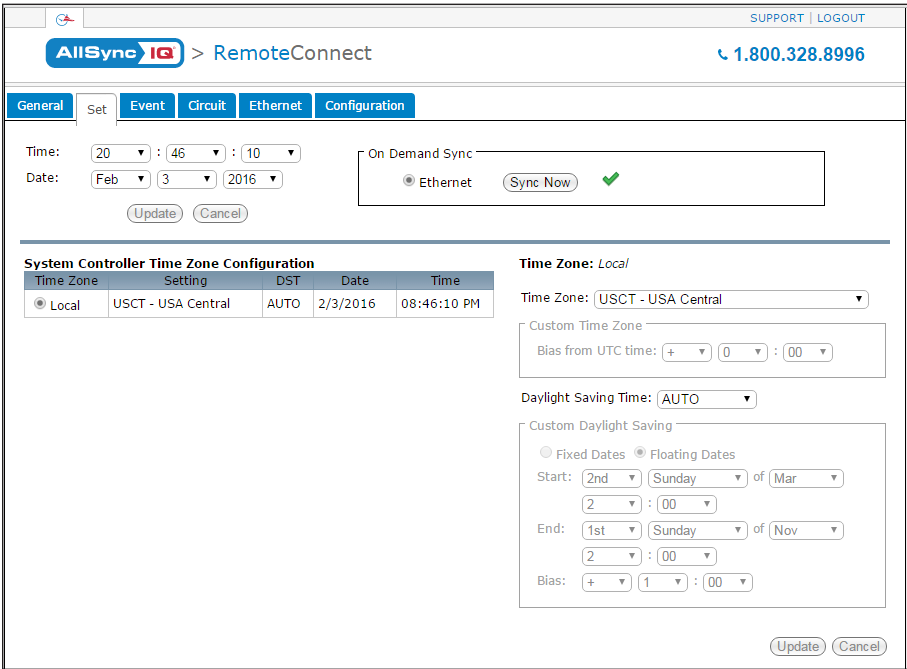 SUPPORT | LOGOUT
AllSync IQ > RemoteConnect
1.800.328.8996
General Set Event Circuit Ethernet Configuration
Time: 20 : 46 : 10
Date: Feb 3 2016
Update Cancel
On Demand Sync
Ethernet Sync Now
System Controller Time Zone Configuration
Time Zone Setting DST Date Time
Local USCT - USA Central AUTO 2/3/2016 08:46:10 PM
Time Zone: Local
Time Zone: USCT - USA Central
Custom Time Zone
Bias from UTC time: + 0 : 00
Daylight Saving Time: AUTO
Custom Daylight Saving
Fixed Dates Floating Dates
Start: 2nd Sunday of Mar
2 : 00
End: 1st Sunday of Nov
2 : 00
Bias: + 1 : 00
Update Cancel